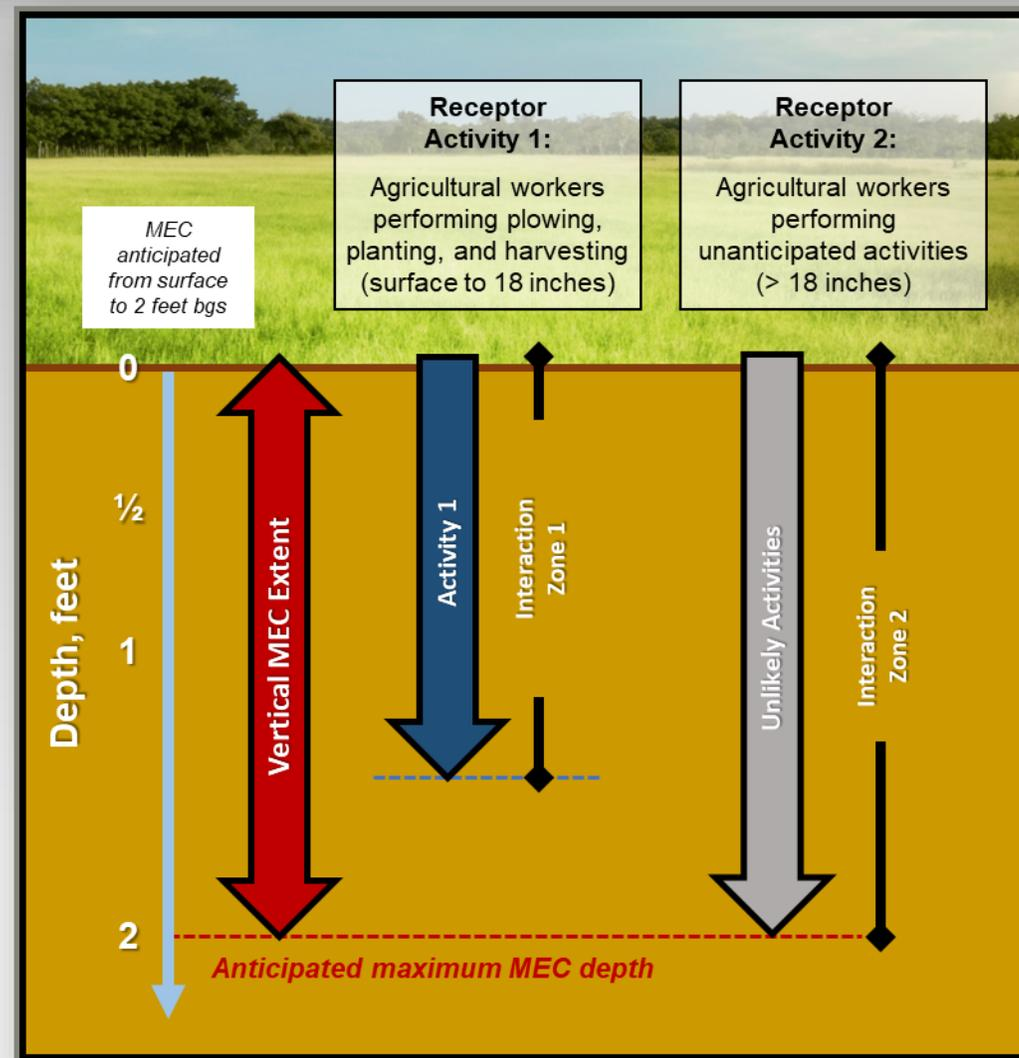 Receptor
Activity 1:
Agricultural workers
performing plowing,
planting, and harvesting
(surface to 18 inches)
Receptor
Activity 2:
Agricultural workers
performing
unanticipated activities
(> 18 inches)
MEC
anticipated
from surface
to 2 feet bgs
0
½
1
2
Depth, feet
Vertical MEC Extent
Activity 1
Interaction
Zone 1
Unlikely Activities
Interaction
Zone 2
Anticipated maximum MEC depth